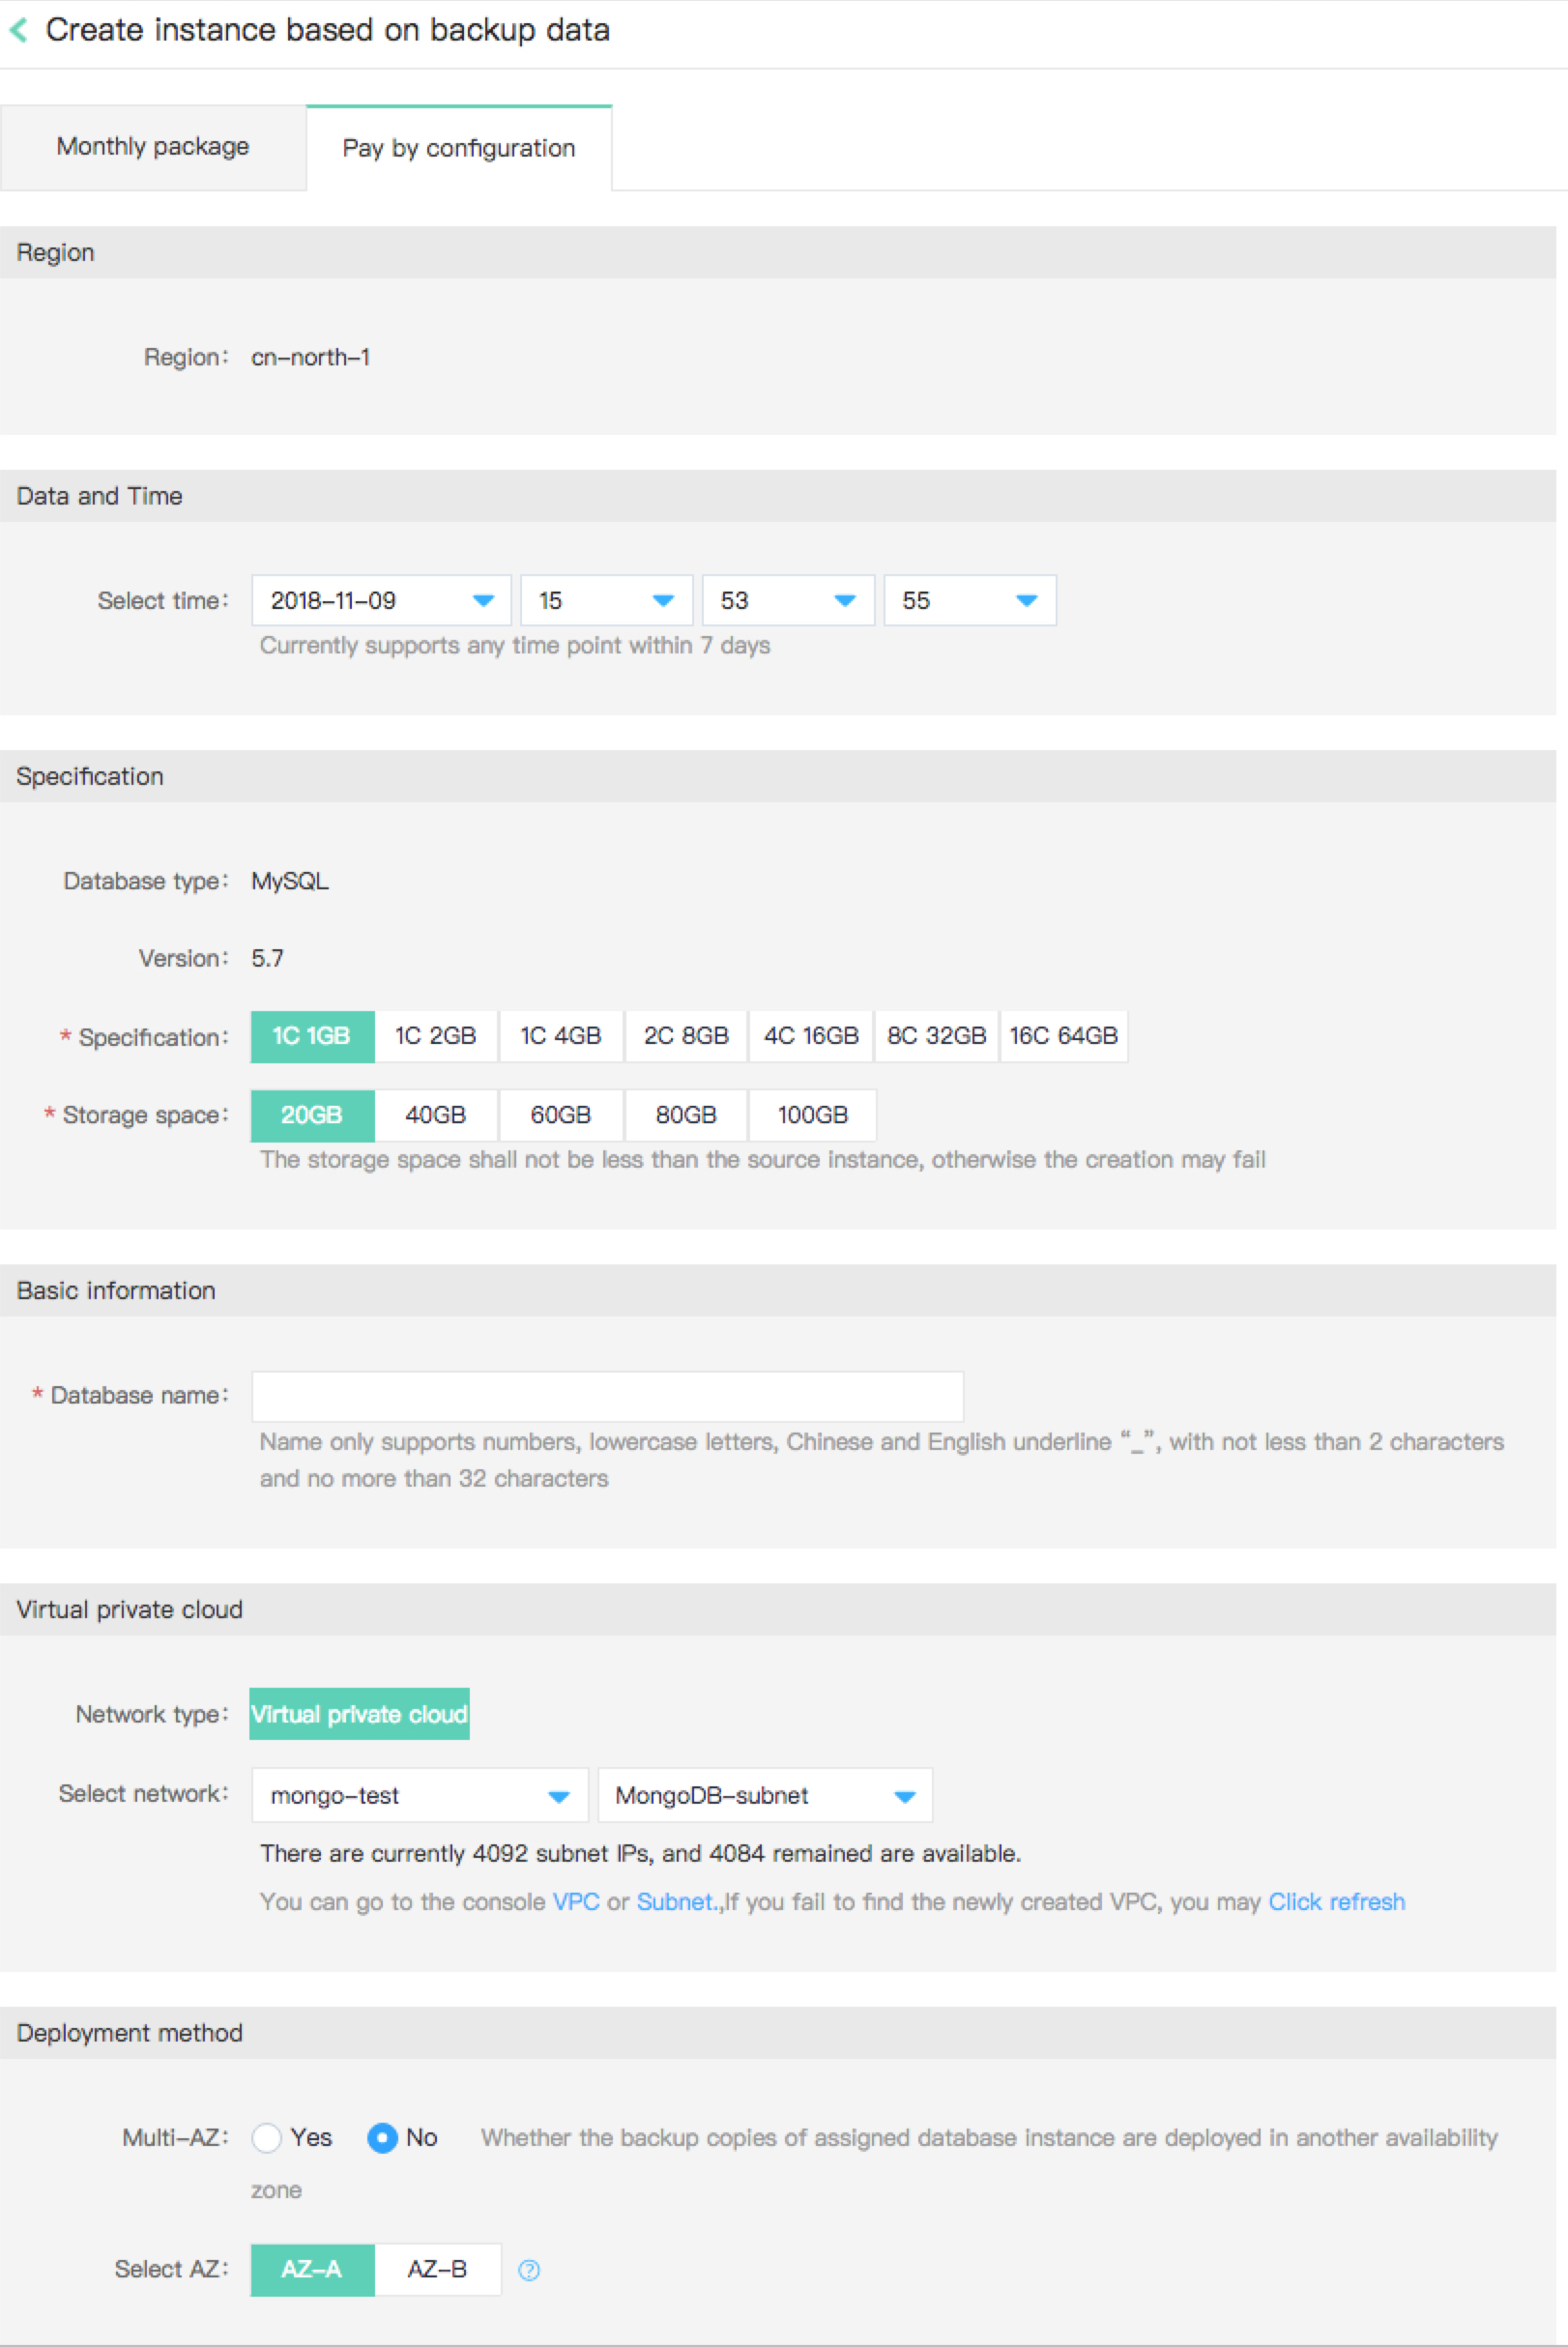 Create instance based on backup data
Monthly package
Pay by configuration
Region
Region: cn-north-1
Data and Time
Select time: 2018-11-09 15 53 55
Currently supports any time point within 7 days
Specification
Database type: MySQL
Version: 5.7
* Specification: 1C 1GB 1C 2GB 1C 4GB 2C 8GB 4C 16GB 8C 32GB 16C 64GB
* Storage space: 20GB 40GB 60GB 80GB 100GB
The storage space shall not be less than the source instance, otherwise the creation may fail
Basic information
* Database name:
Name only supports numbers, lowercase letters, Chinese and English underline “_”, with not less than 2 characters
and no more than 32 characters
Virtual private cloud
Network type: Virtual private cloud
Select network: mongo-test MongoDB-subnet
There are currently 4092 subnet IPs, and 4084 remained are available.
You can go to the console VPC or Subnet.,If you fail to find the newly created VPC, you may Click refresh
Deployment method
Multi-AZ: Yes No Whether the backup copies of assigned database instance are deployed in another availability
zone
Select AZ: AZ-A AZ-B ?